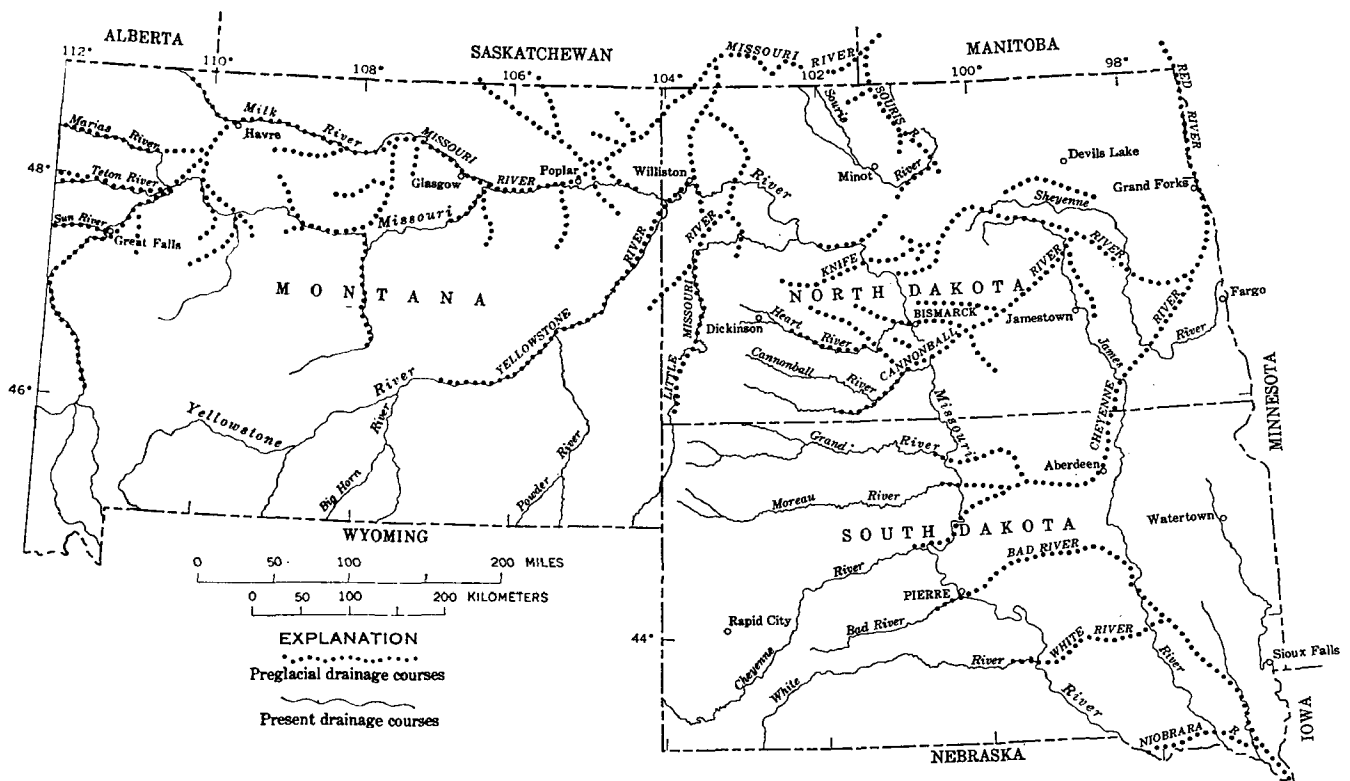 ALBERTA
SASKATCHEWAN
MANITOBA
112°
110°
108°
106°
104°
102°
100°
98°
MISSOURI
RIVER
RED
RIVER
Milk
River
Havre
Marias
River
MISSOURI
RIVER
Souris
SOURIS R.
River
Minot
Devils Lake
Grand Forks
48°
Teton River
Glasgow
Poplar
Williston
River
Sheyenne
RIVER
Sun River
Great Falls
Missouri
RIVER
RIVER
KNIFE
RIVER
MONTANA
NORTH DAKOTA
Fargo
BISMARCK
Jamestown
RIVER
River
MISSOURI
Dickinson
Heart
River
CANNONBALL
James
YELLOWSTONE
LITTLE
Cannonball
River
46°
River
Yellowstone
River
Missouri
CHEYENNE
MINNESOTA
Grand
River
Aberdeen
Big Horn
Powder
River
Moreau
River
Watertown
WYOMING
SOUTH DAKOTA
0 50 100 200 MILES
0 50 100 200 KILOMETERS
River
BAD RIVER
PIERRE
Rapid City
44°
Bad River
WHITE RIVER
EXPLANATION
Preglacial drainage courses
Present drainage courses
Cheyenne
White
River
River
River
Sioux Falls
IOWA
NIOBRARA R.
NEBRASKA